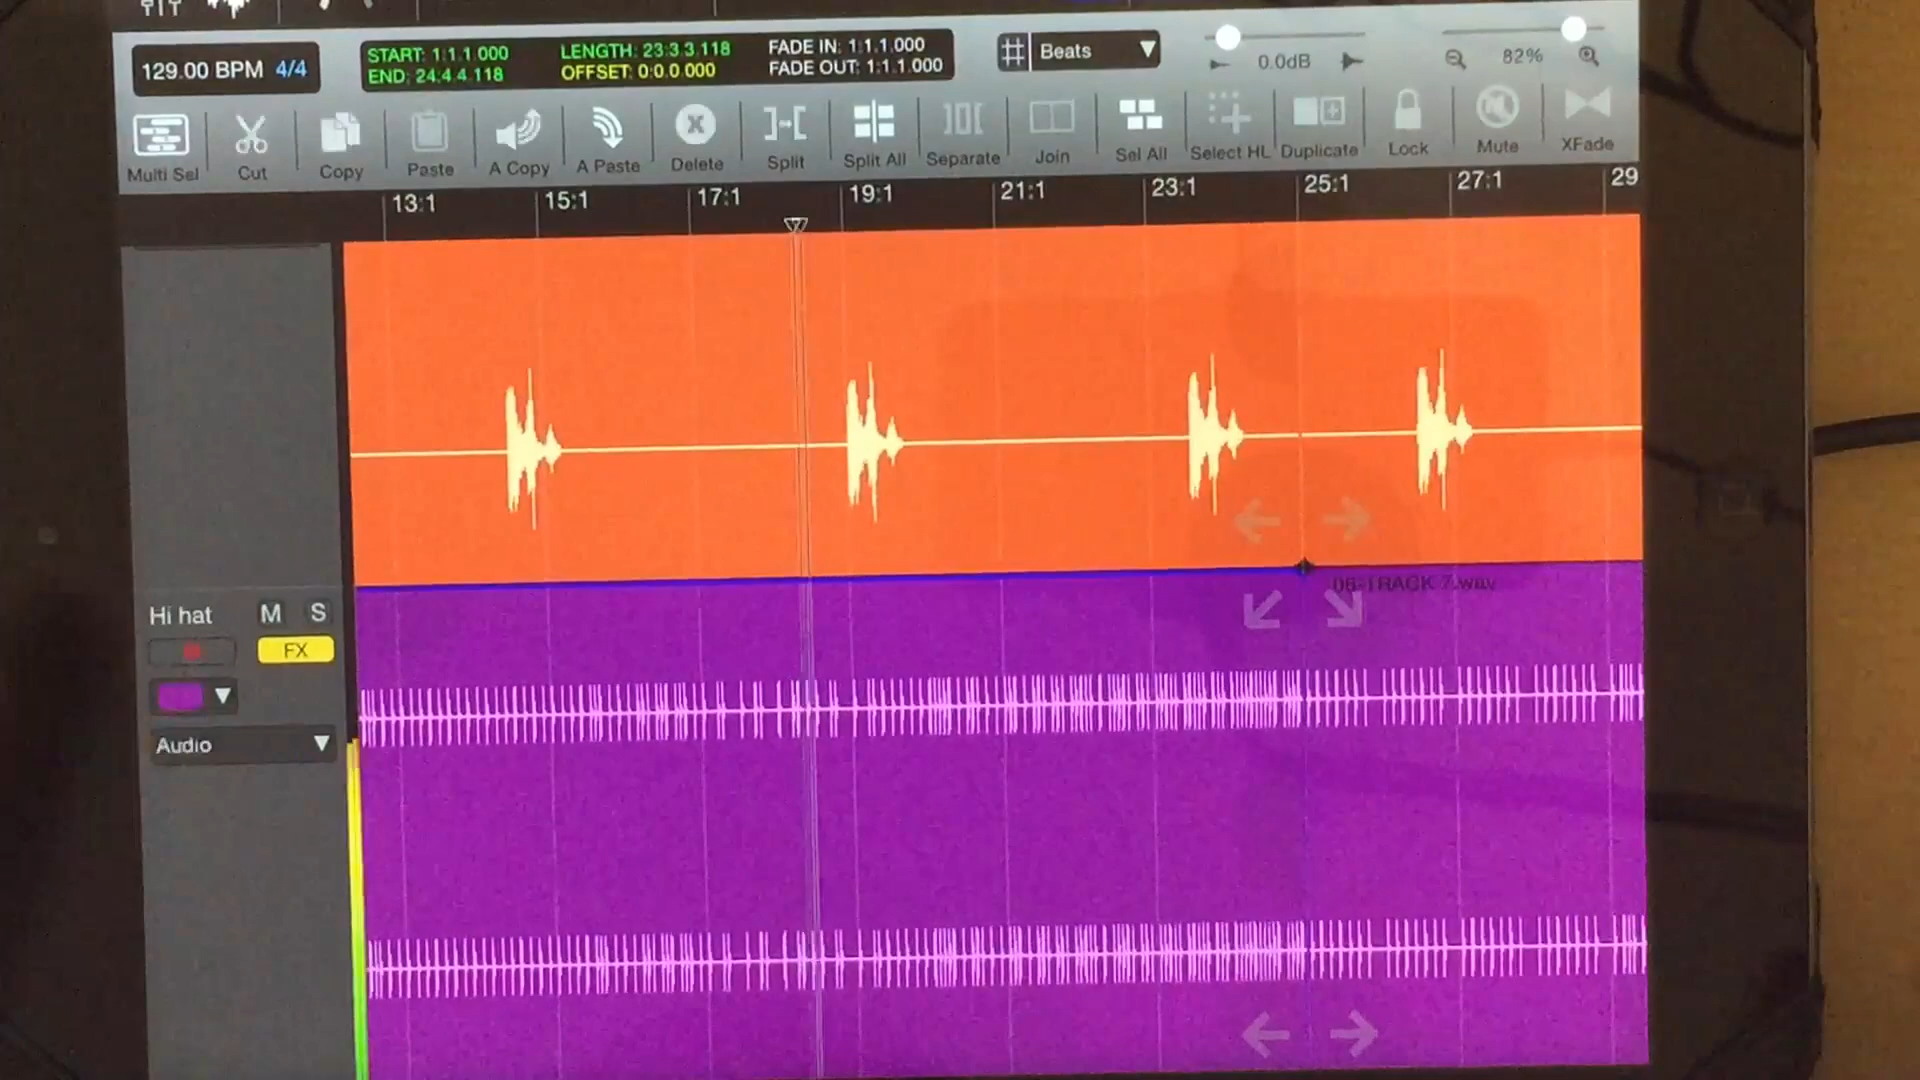 129.00 BPM 4/4
START: 1:1.1.000
END: 24:4.4.118
LENGTH: 23:3.3.118
OFFSET: 0:0.0.000
FADE IN: 1:1.1.000
FADE OUT: 1:1.1.000
Beats
0.0dB
82%
Multi Sel
Cut
Copy
Paste
A Copy
A Paste
Delete
Split
Split All
Separate
Join
Sel All
Select HL
Duplicate
Lock
Mute
XFade
13:1
15:1
17:1
19:1
21:1
23:1
25:1
27:1
29
06-TRACK 7.wav
Hi hat
M S
FX
Audio